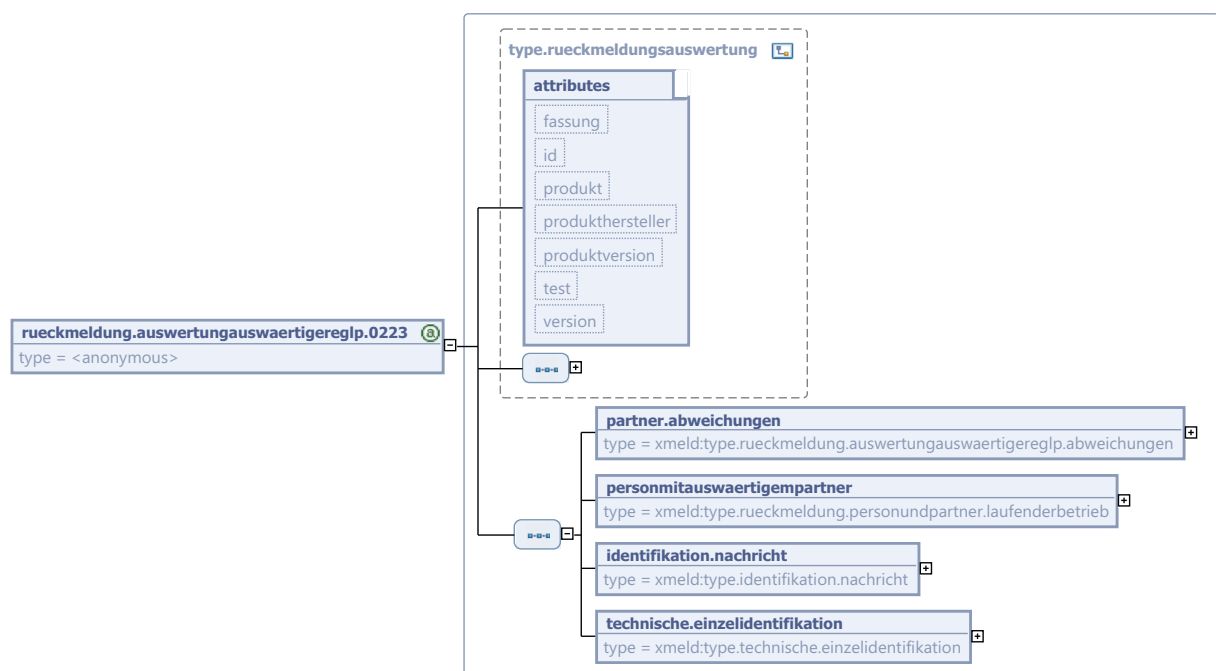 type.rueckmeldungsauswertung
attributes
fassung
id
produkt
produkthersteller
produktversion
test
version
rueckmeldung.auswertungauswaertigereglp.0223
a
type = <anonymous>
partner.abweichungen
type = xmeld:type.rueckmeldung.auswertungauswaertigereglp.abweichungen
personmitauswaertigempartner
type = xmeld:type.rueckmeldung.personundpartner.laufenderbetrieb
identifikation.nachricht
type = xmeld:type.identifikation.nachricht
technische.einzelidentifikation
type = xmeld:type.technische.einzelidentifikation